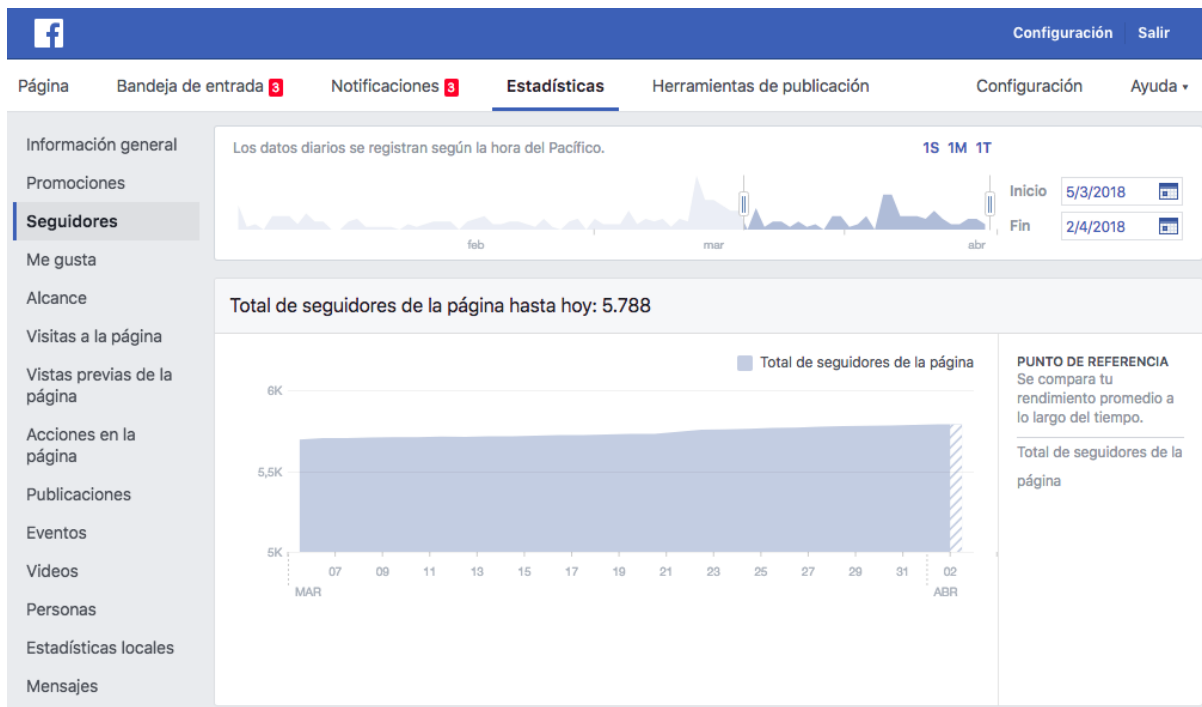 Configuración Salir
Página Bandeja de entrada 3 Notificaciones 3 Estadísticas Herramientas de publicación Configuración Ayuda
Información general
Promociones
Seguidores
Me gusta
Alcance
Visitas a la página
Vistas previas de la
página
Acciones en la
página
Publicaciones
Eventos
Videos
Personas
Estadísticas locales
Mensajes
Los datos diarios se registran según la hora del Pacífico.
1S 1M 1T
Inicio 5/3/2018
Fin 2/4/2018
feb mar abr
Total de seguidores de la página hasta hoy: 5.788
Total de seguidores de la página
6K
5,5K
5K
07 09 11 13 15 17 19 21 23 25 27 29 31 02
MAR ABR
PUNTO DE REFERENCIA
Se compara tu
rendimiento promedio a
lo largo del tiempo.
Total de seguidores de la
página